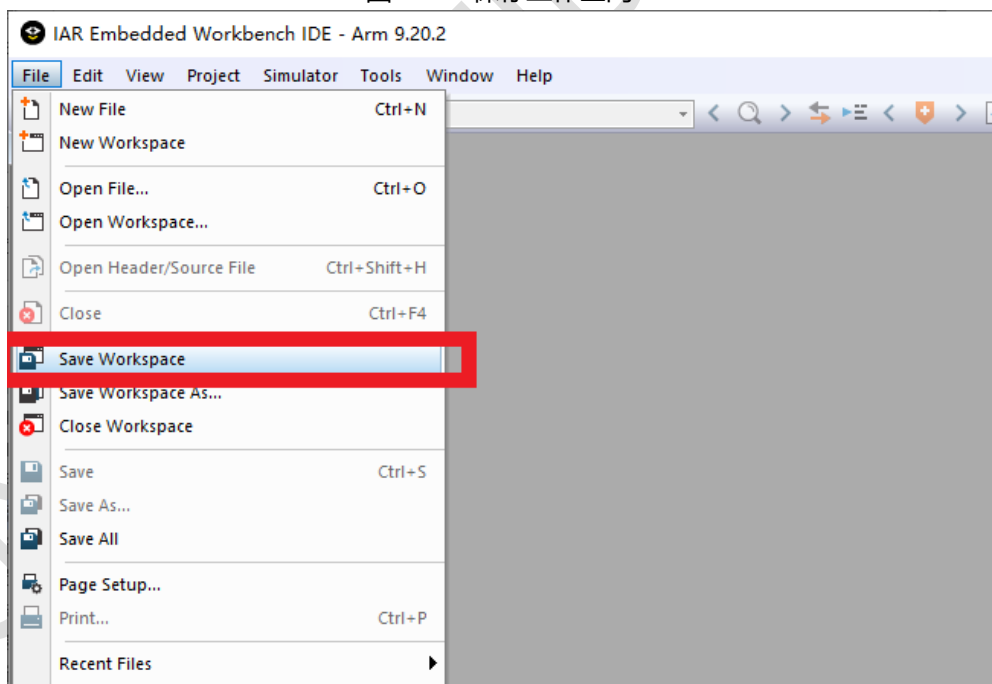 IAR Embedded Workbench IDE - Arm 9.20.2
File Edit View Project Simulator Tools Window Help
New File Ctrl+N
New Workspace
Open File... Ctrl+O
Open Workspace...
Open Header/Source File Ctrl+Shift+H
Close Ctrl+F4
Save Workspace
Save Workspace As...
Close Workspace
Save Ctrl+S
Save As...
Save All
Page Setup...
Print... Ctrl+P
Recent Files